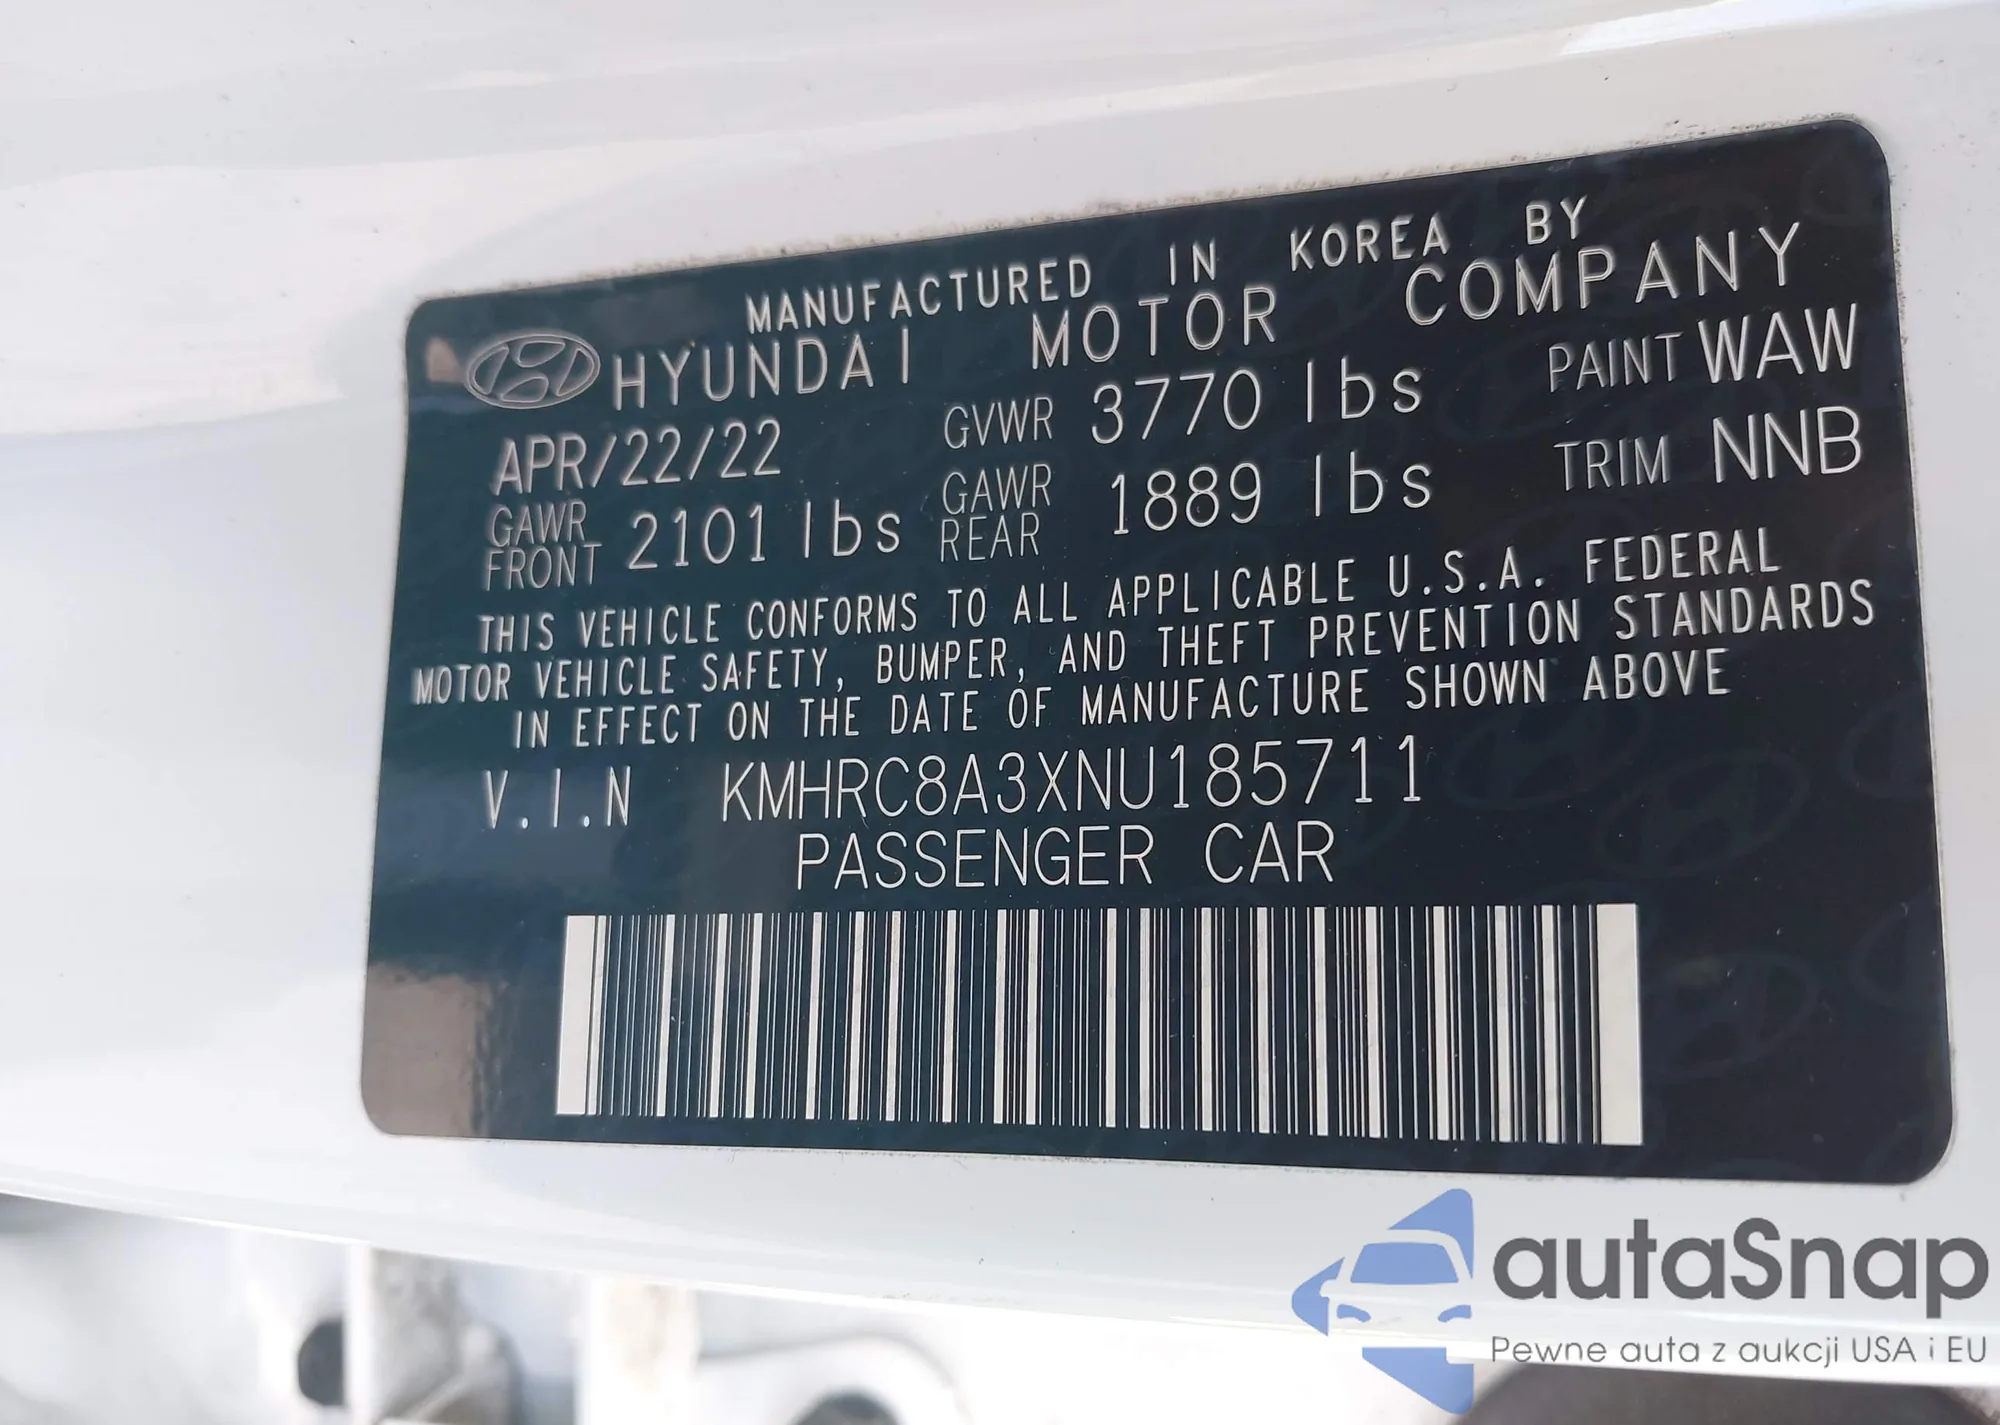 MANUFACTURED IN KOREA BY
HYUNDAI MOTOR COMPANY
APR/22/22 GVWR 3770 lbs PAINT WAW
GAWR FRONT 2101 lbs GAWR REAR 1889 lbs TRIM NNB
THIS VEHICLE CONFORMS TO ALL APPLICABLE U.S.A. FEDERAL
MOTOR VEHICLE SAFETY, BUMPER, AND THEFT PREVENTION STANDARDS
IN EFFECT ON THE DATE OF MANUFACTURE SHOWN ABOVE
V.I.N KMHRC8A3XNU185711
PASSENGER CAR
autaSnap
Pewne auta z aukcji USA i EU